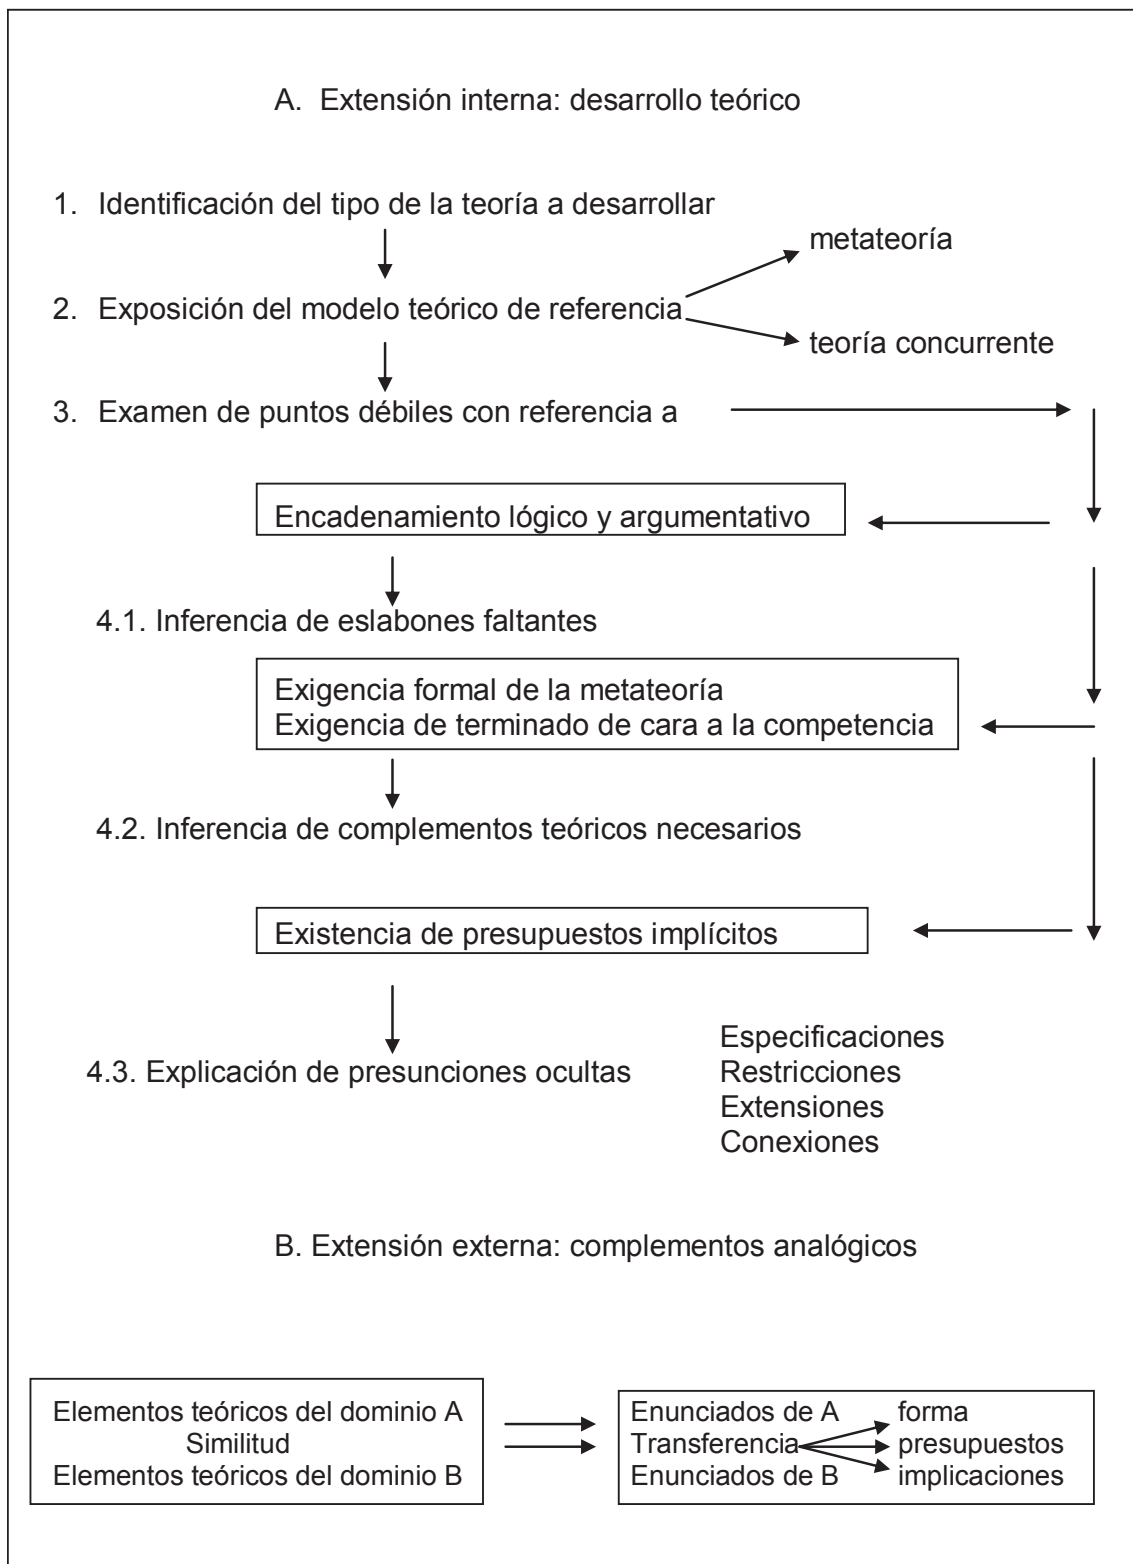 A. Extensión interna: desarrollo teórico
1. Identificación del tipo de la teoría a desarrollar
metateoría
2. Exposición del modelo teórico de referencia
teoría concurrente
3. Examen de puntos débiles con referencia a
Encadenamiento lógico y argumentativo
4.1. Inferencia de eslabones faltantes
Exigencia formal de la metateoría
Exigencia de terminado de cara a la competencia
4.2. Inferencia de complementos teóricos necesarios
Existencia de presupuestos implícitos
4.3. Explicación de presunciones ocultas
Especificaciones
Restricciones
Extensiones
Conexiones
B. Extensión externa: complementos analógicos
Elementos teóricos del dominio A
Similitud
Elementos teóricos del dominio B
Enunciados de A forma
Transferencia presupuestos
Enunciados de B implicaciones